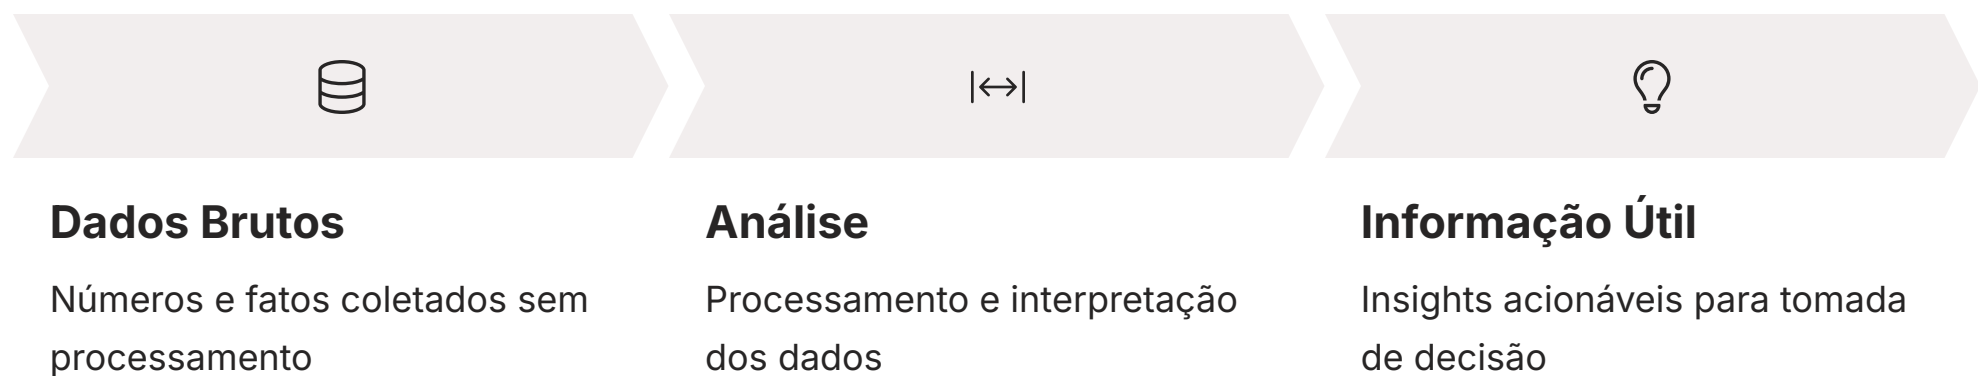 Dados Brutos
Números e fatos coletados sem
processamento
Análise
Processamento e interpretação
dos dados
Informação Útil
Insights acionáveis para tomada
de decisão